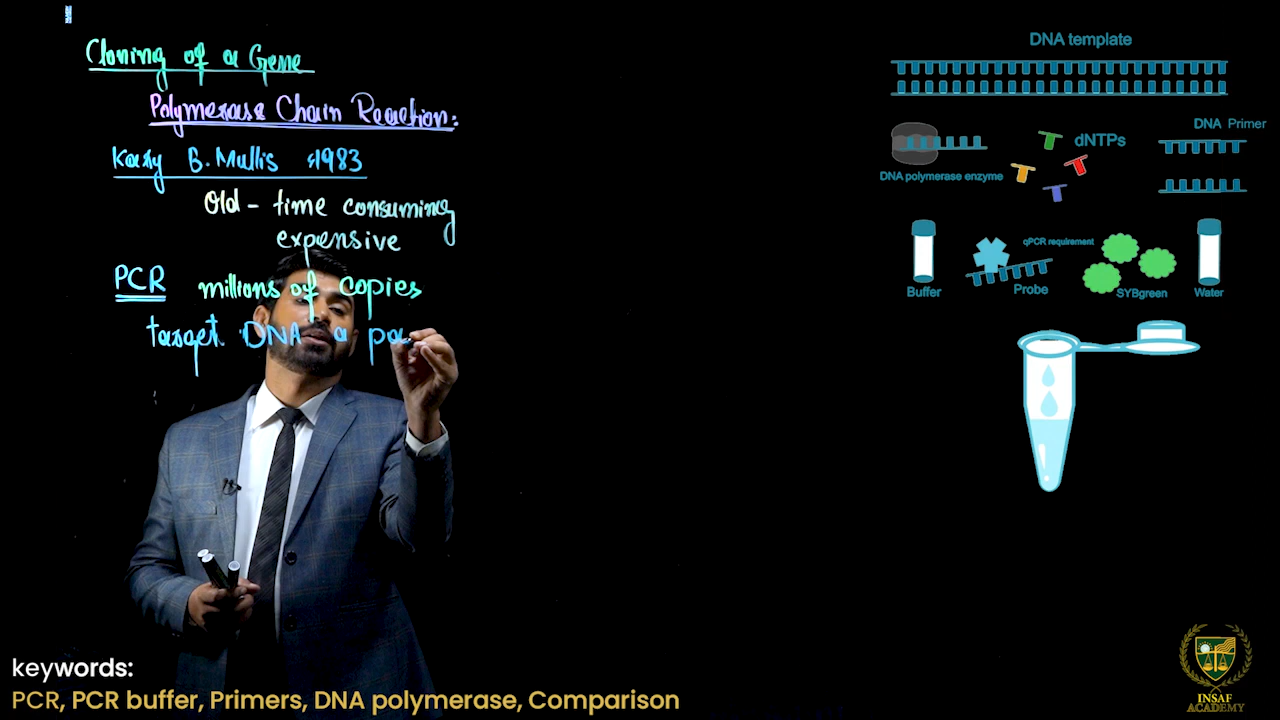 Cloning of a Gene
Polymerase Chain Reaction:
Kary B. Mullis 1983
Old - time consuming
expensive
PCR millions of copies
target DNA a
DNA template
DNA Primer
dNTPs
DNA polymerase enzyme
qPCR requirement
Buffer
Probe
SYBgreen
Water
keywords:
PCR, PCR buffer, Primers, DNA polymerase, Comparison
INSAF
ACADEMY